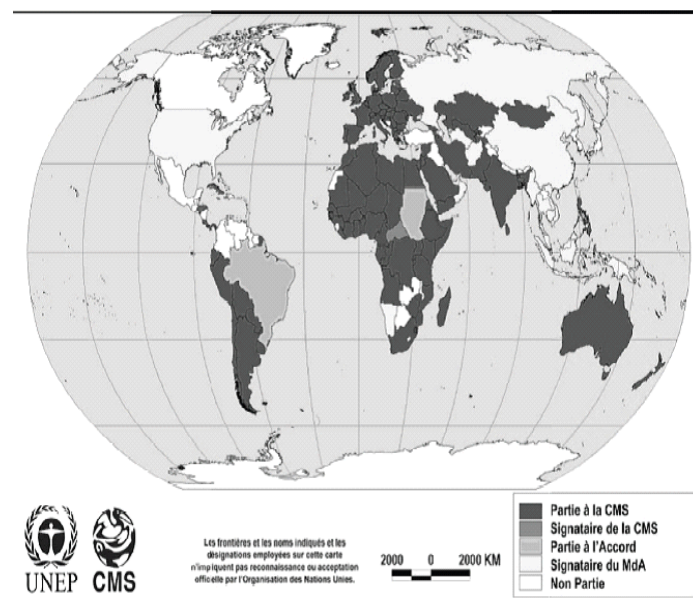 UNEP
CMS
Les frontières et les noms indiqués et les
désignations employées sur cette carte
n'impliquent pas reconnaissance ou acceptation
officelle par l'Organisation des Nations Unies.
2000 0 2000 KM
Partie à la CMS
Signataire de la CMS
Partie à l'Accord
Signataire du MdA
Non Partie